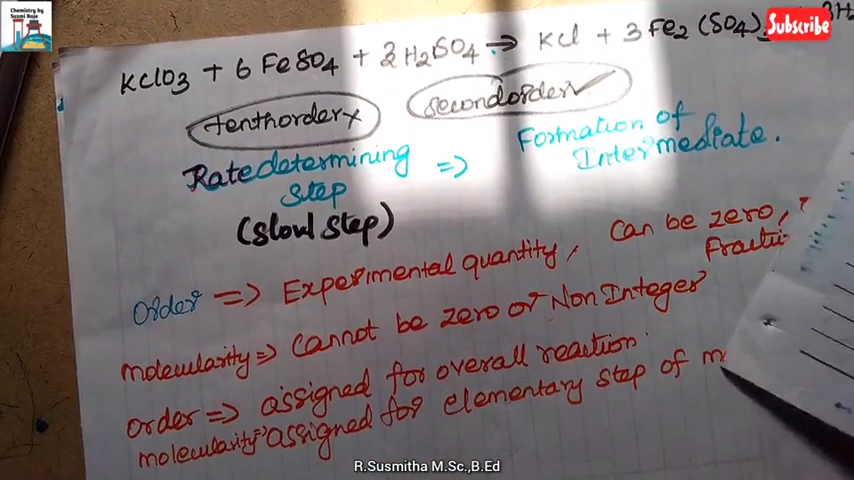 Chemistry by
Susmi Raja
Subscribe
KClO3 + 6 FeSO4 + 3 H2SO4 → KCl + 3 Fe2 (SO4)3
tenthorder x
secondorder ✓
Ratedetermining step
(slow step)
=> Formation of Intermediate.
order => Experimental quantity, can be zero,
Fracti
molecularity => cannot be zero or Non Integer
order => assigned for overall reaction.
molecularity => assigned for elementary step of m
R.Susmitha M.Sc.,B.Ed